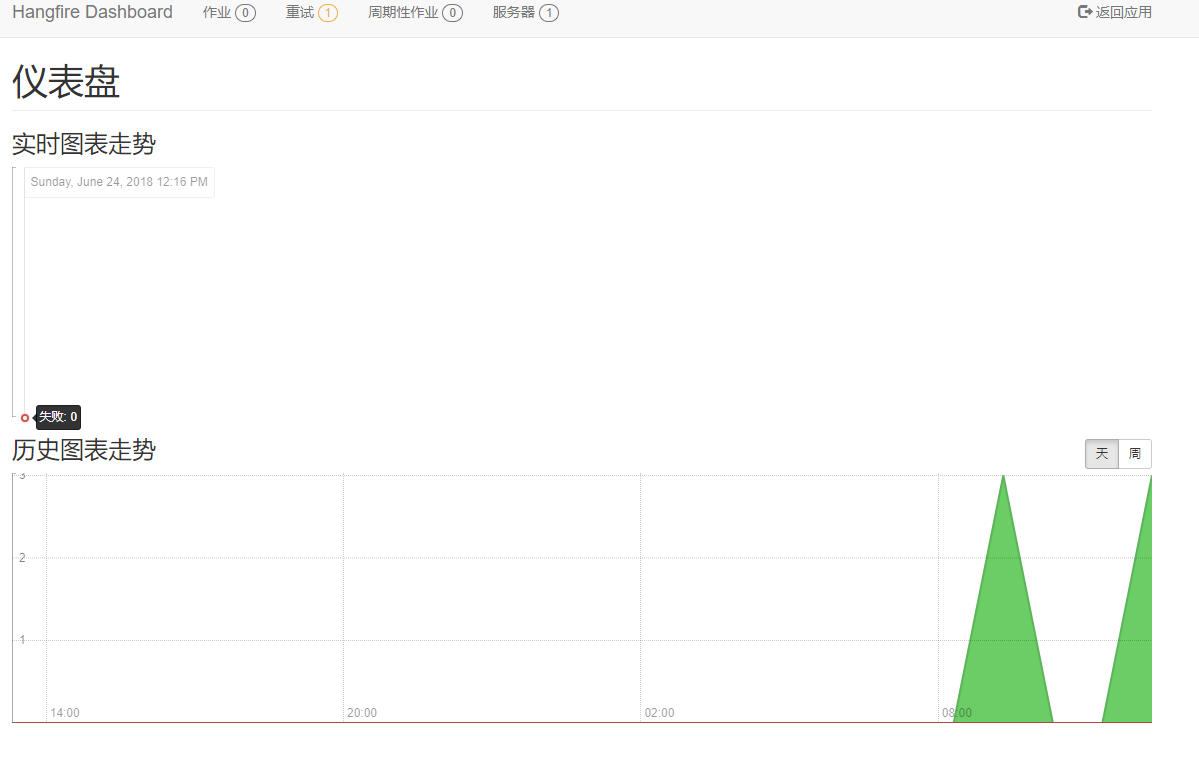 Hangfire Dashboard 作业 0 重试 1 周期性作业 0 服务器 1 返回应用
仪表盘
实时图表走势
Sunday, June 24, 2018 12:16 PM
失败: 0
历史图表走势
天 周
3
2
1
14:00 20:00 02:00 08:00